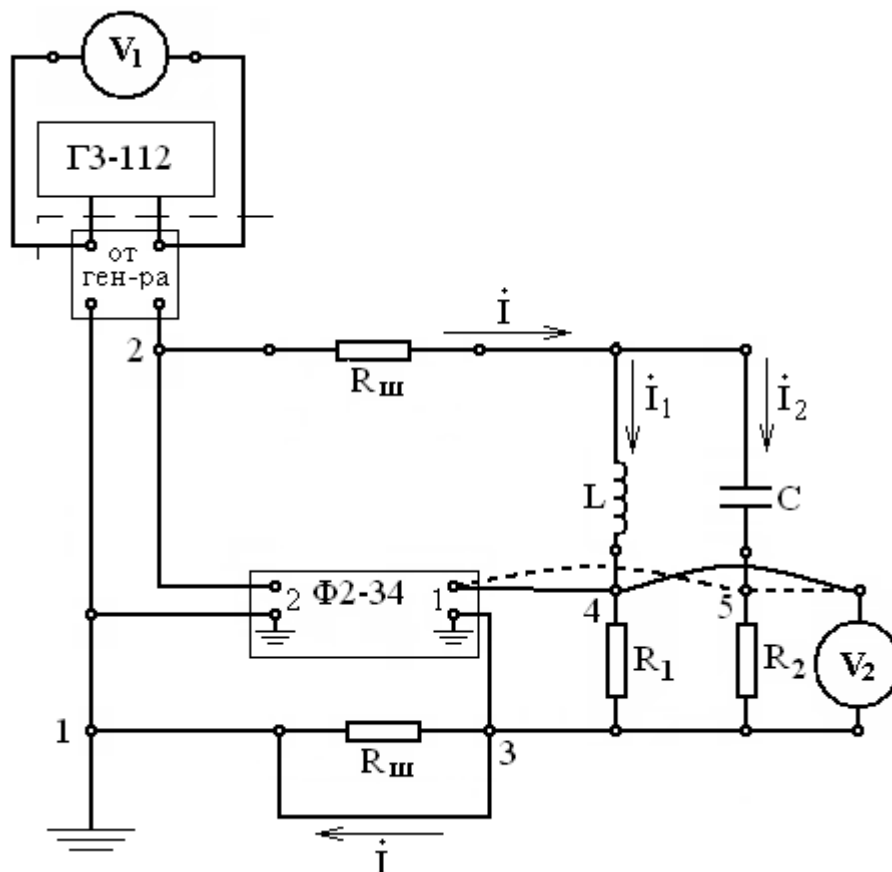 V₁
Г3-112
от
ген-ра
İ
2
Rш
İ₁
İ₂
L
C
2 Ф2-34 1
4
5
R₁
R₂
V₂
1
Rш
3
İ